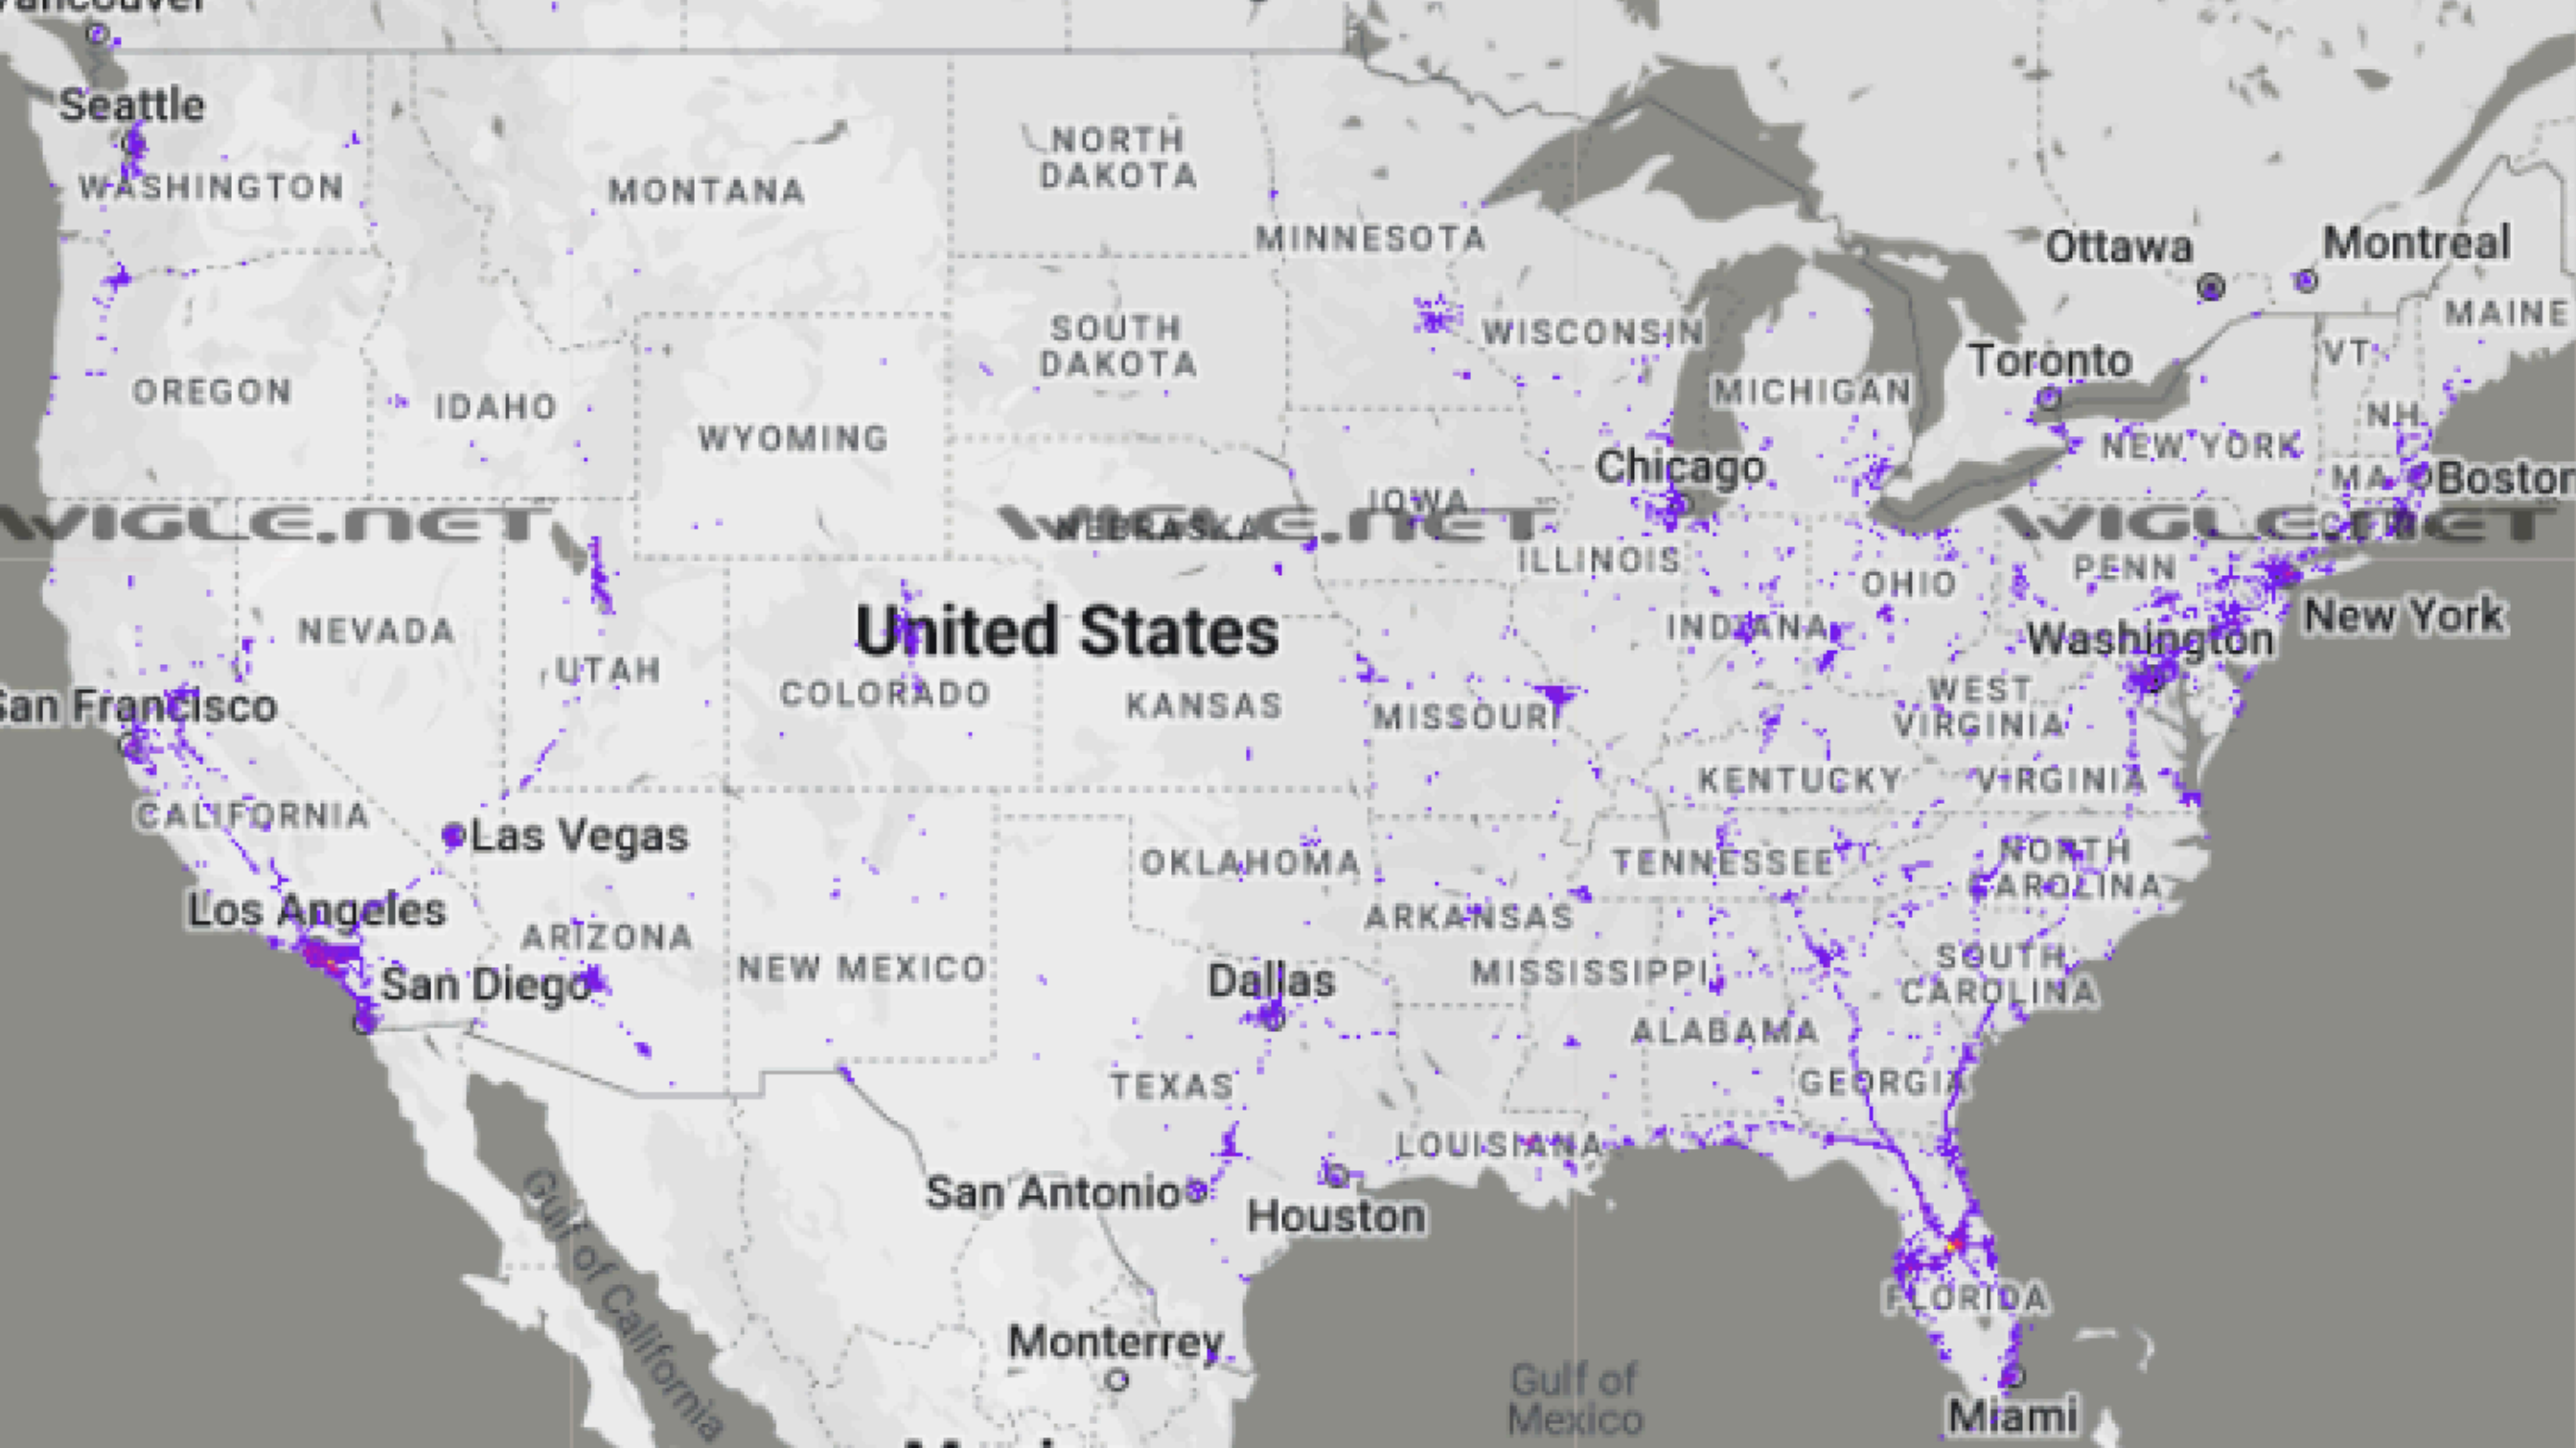 Seattle
WASHINGTON
MONTANA
NORTH
DAKOTA
MINNESOTA
Ottawa
Montreal
MAINE
SOUTH
DAKOTA
WISCONSIN
VT
Toronto
OREGON
IDAHO
MICHIGAN
NH
WYOMING
NEW YORK
Chicago
MA
Boston
IOWA
WIGLE.NET
NEBRASKA
WIGLE.NET
WIGLE.NET
ILLINOIS
PENN
OHIO
NEVADA
United States
INDIANA
New York
Washington
UTAH
COLORADO
KANSAS
WEST
VIRGINIA
San Francisco
MISSOURI
KENTUCKY
VIRGINIA
CALIFORNIA
Las Vegas
OKLAHOMA
TENNESSEE
NORTH
CAROLINA
Los Angeles
ARIZONA
ARKANSAS
SOUTH
CAROLINA
San Diego
NEW MEXICO
Dallas
MISSISSIPPI
ALABAMA
TEXAS
GEORGIA
LOUISIANA
San Antonio
Houston
Gulf of California
FLORIDA
Monterrey
Gulf of
Mexico
Miami